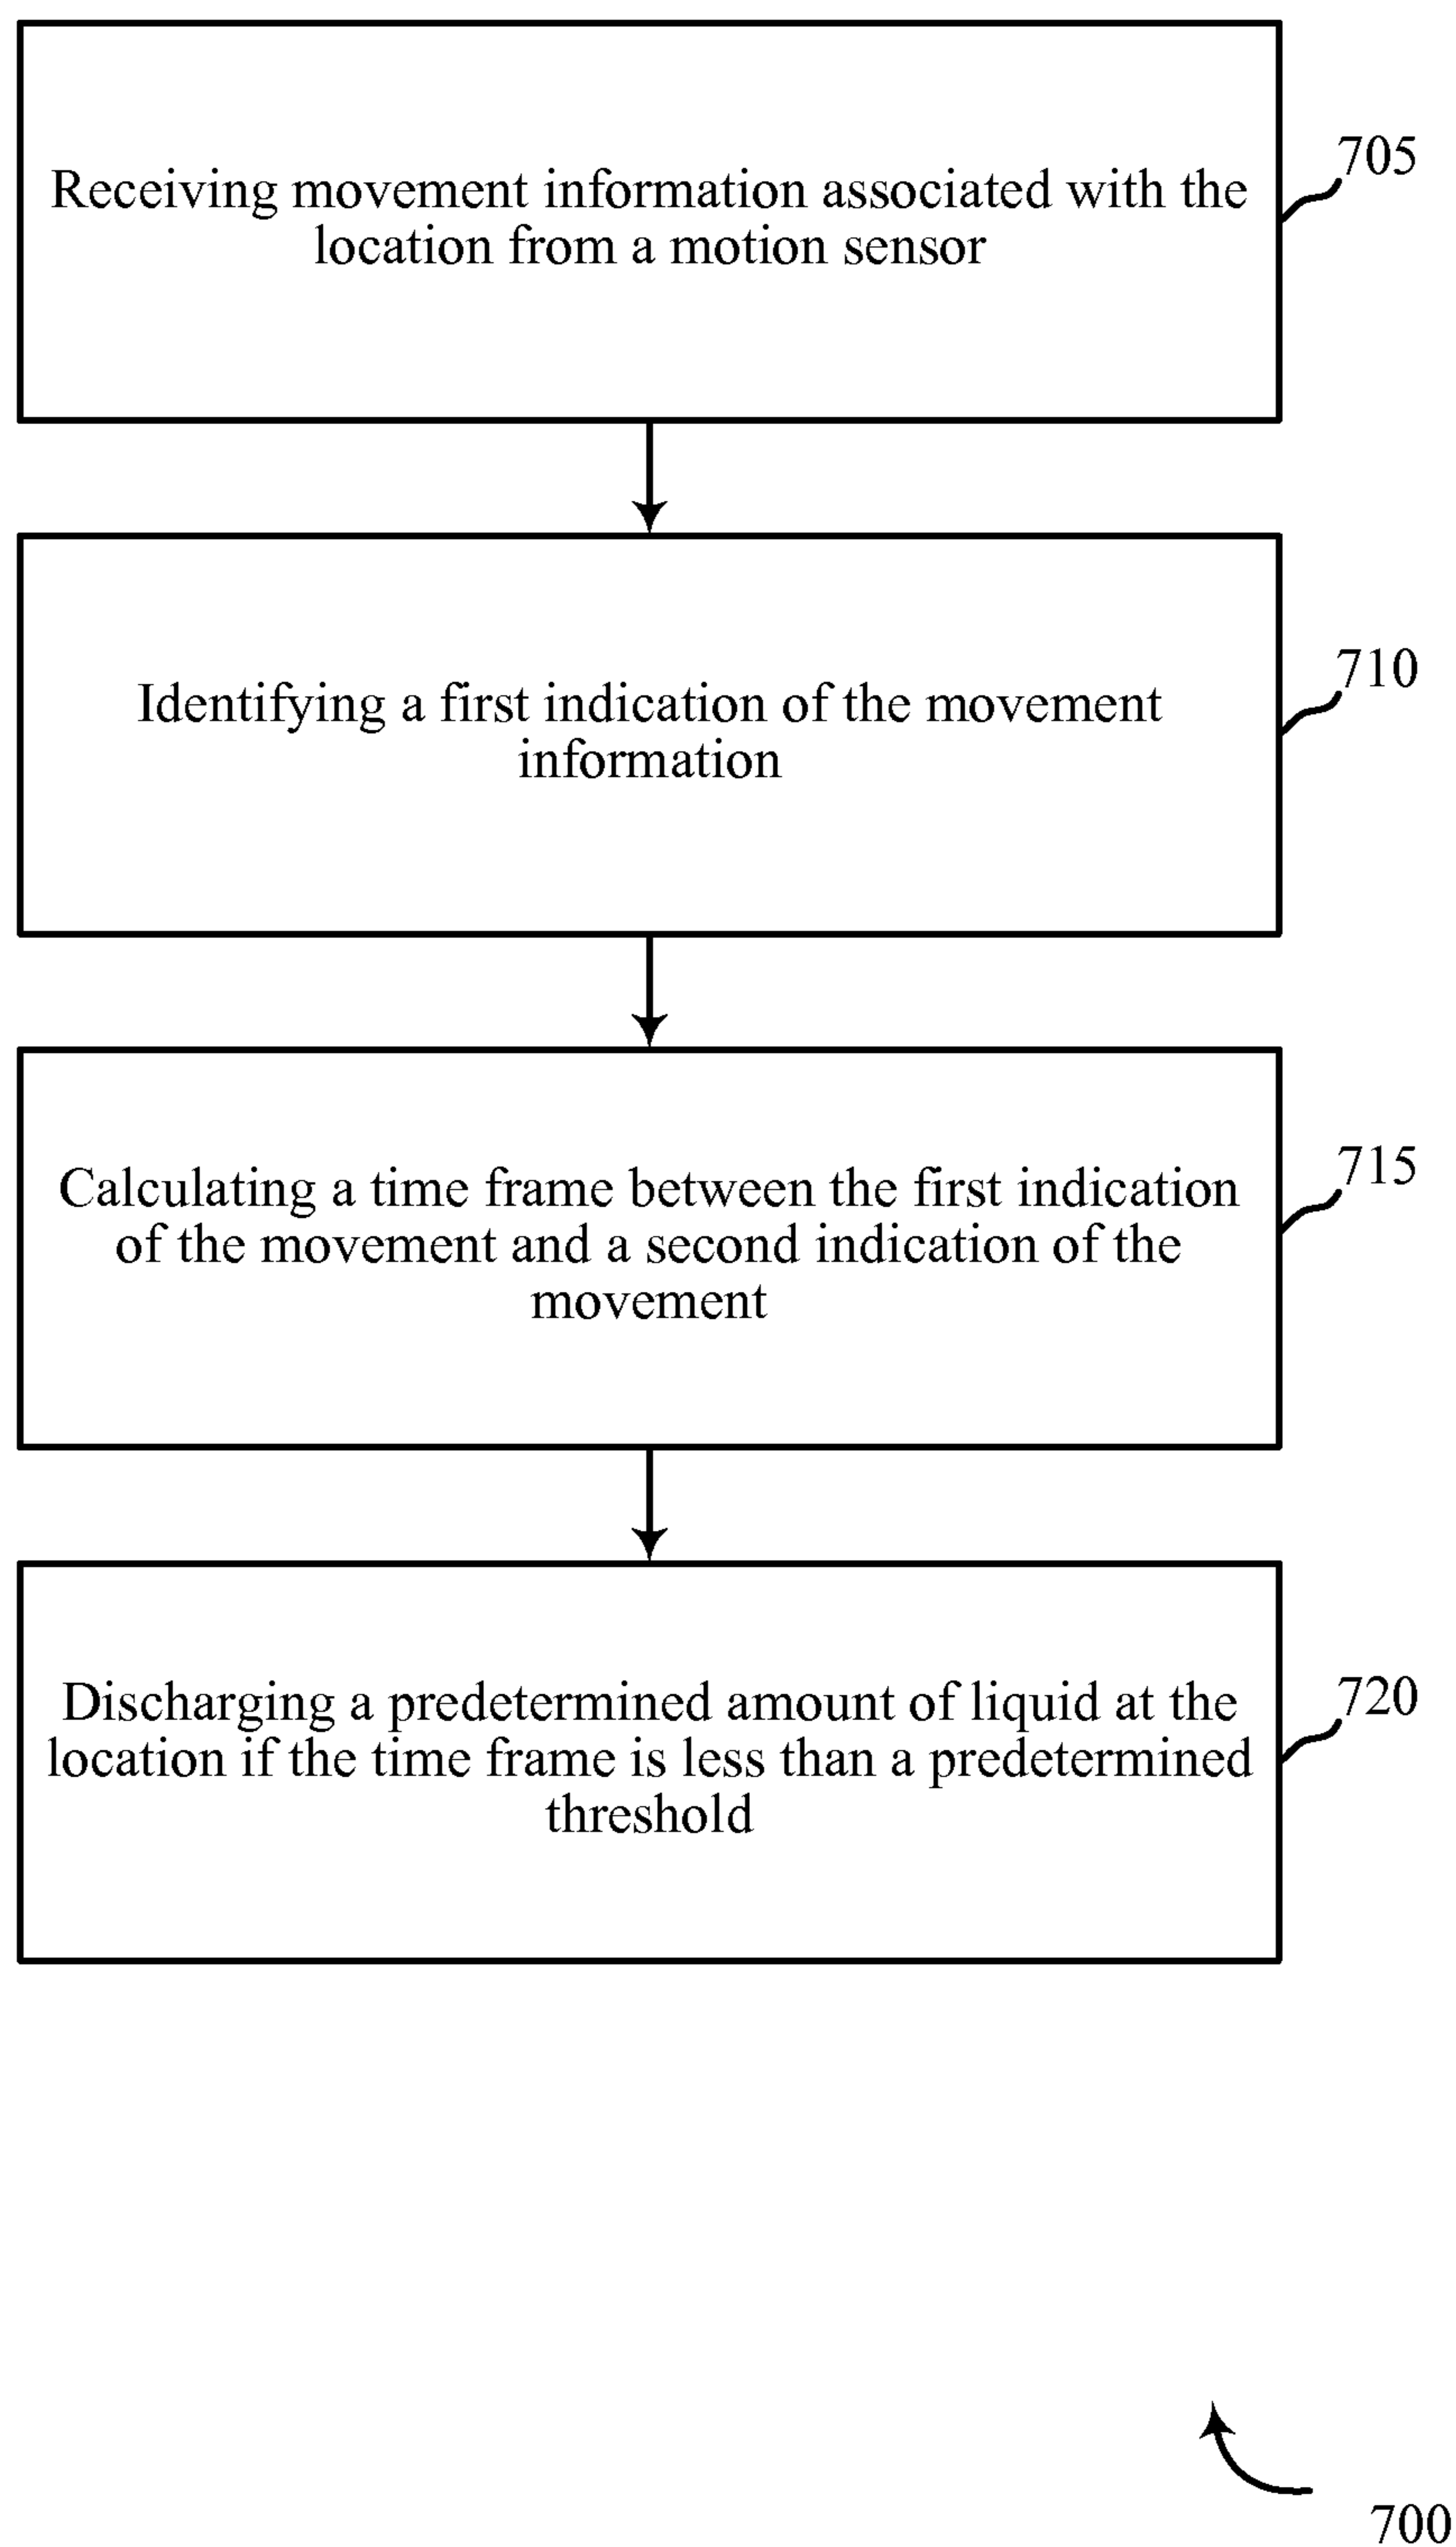 Receiving movement information associated with the
location from a motion sensor
705
Identifying a first indication of the movement
information
710
Calculating a time frame between the first indication
of the movement and a second indication of the
movement
715
Discharging a predetermined amount of liquid at the
location if the time frame is less than a predetermined
threshold
720
700